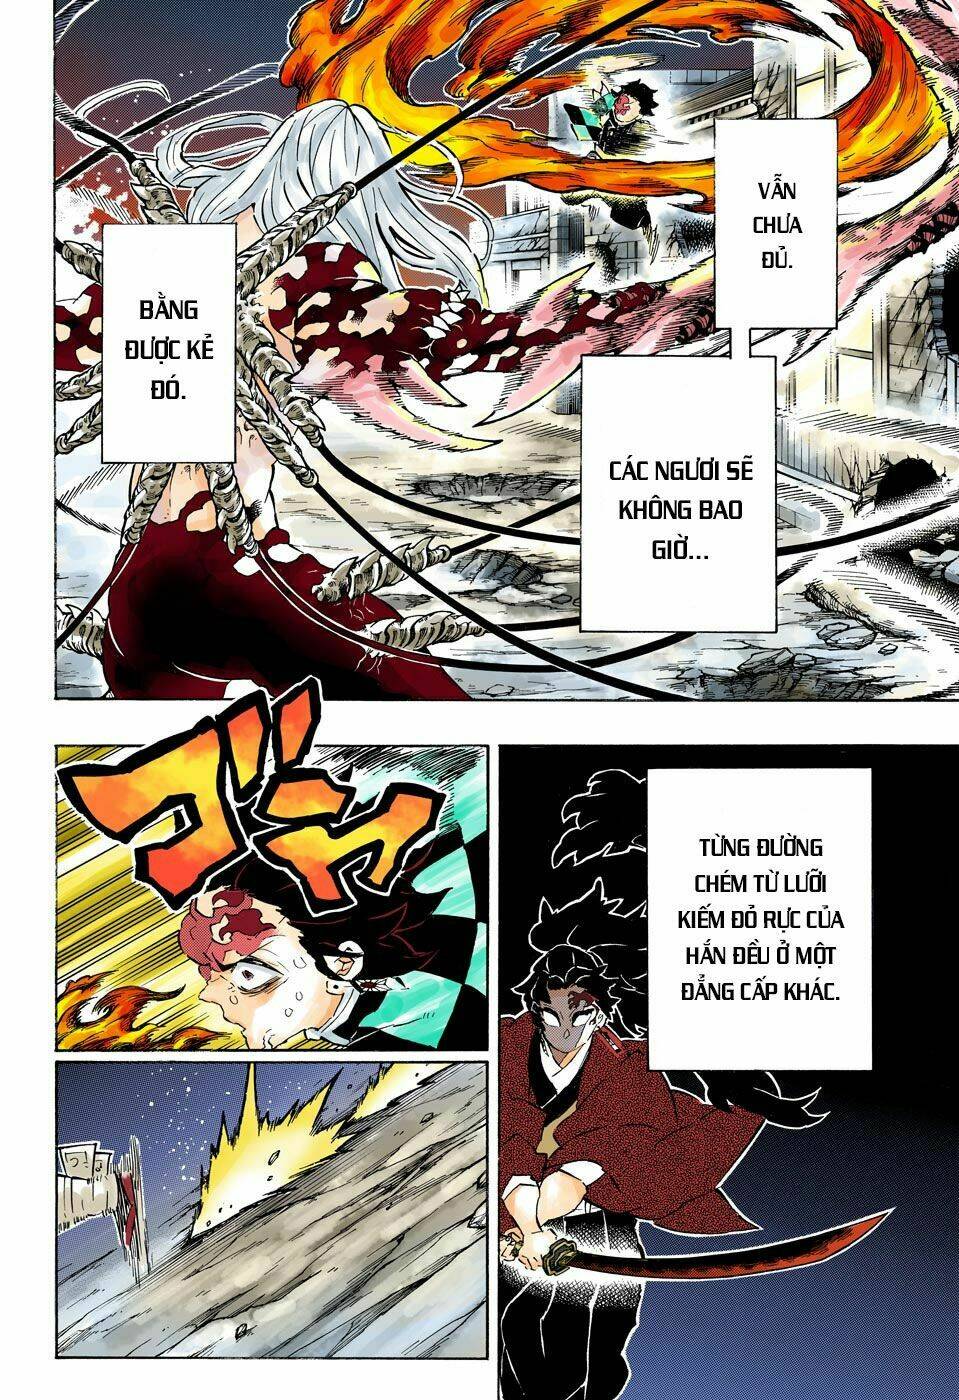 VẪN
CHƯA
ĐỦ.
CÁC NGƯƠI SẼ
KHÔNG BAO
GIỜ...
BẰNG
ĐƯỢC KẺ
ĐÓ.
TỪNG ĐƯỜNG
CHÉM TỪ LƯỠI
KIẾM ĐỎ RỰC CỦA
HẮN ĐỀU Ở MỘT
ĐẲNG CẤP KHÁC.